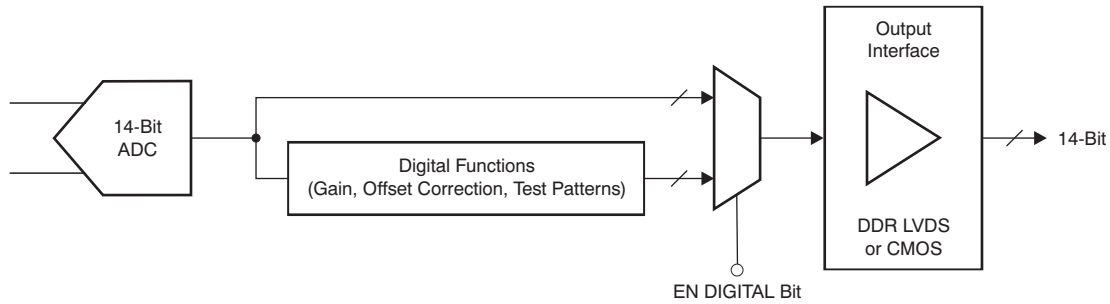 14-Bit
ADC
Digital Functions
(Gain, Offset Correction, Test Patterns)
EN DIGITAL Bit
Output
Interface
DDR LVDS
or CMOS
14-Bit